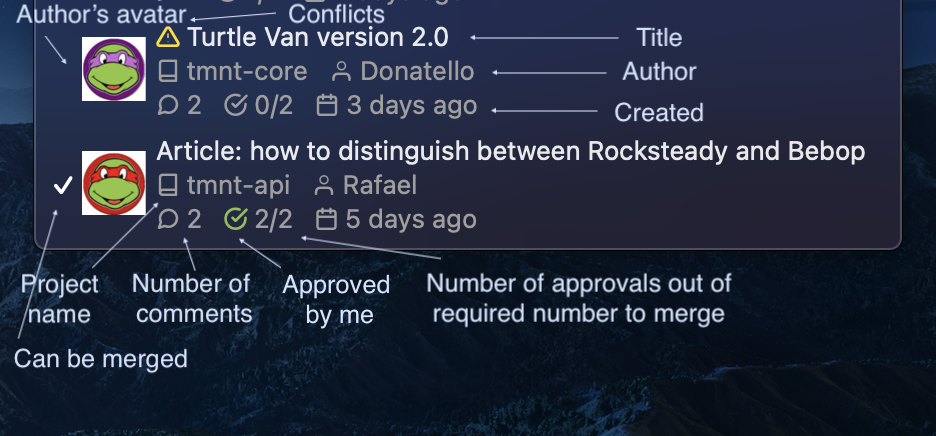 Author's avatar
Conflicts
Turtle Van version 2.0
Title
tmnt-core Donatello
Author
2 0/2 3 days ago
Created
Article: how to distinguish between Rocksteady and Bebop
tmnt-api Rafael
2 2/2 5 days ago
Project
name
Number of
comments
Approved
by me
Number of approvals out of
required number to merge
Can be merged